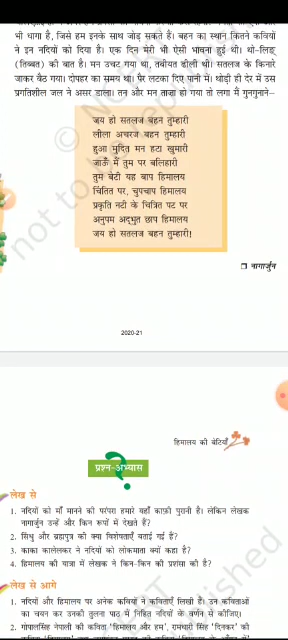 भी धागा है, जिसे हम इनके साथ जोड़ सकते हैं। बहन का स्थान कितने कवियों
ने इन नदियों को दिया है। एक दिन मेरी भी ऐसी भावना हुई थी। थो-लिङ्
(तिब्बत) की बात है। मन उचट गया था, तबीयत ढीली थी। सतलज के किनारे
जाकर बैठ गया। दोपहर का समय था। पैर लटका दिए पानी में। थोड़ी ही देर में उस
प्रगतिशील जल ने असर डाला। तन और मन ताज़ा हो गया तो लगा मैं गुनगुनाने–
जय हो सतलज बहन तुम्हारी
लीला अचरज बहन तुम्हारी
हुआ मुदित मन हटा खुमारी
जाऊँ मैं तुम पर बलिहारी
तुम बेटी यह बाप हिमालय
चिंतित पर, चुपचाप हिमालय
प्रकृति नटी के चित्रित पट पर
अनुपम अद्भुत छाप हिमालय
जय हो सतलज बहन तुम्हारी!
❑ नागार्जुन
2020-21
हिमालय की बेटियाँ
प्रश्न-अभ्यास
?
लेख से
1. नदियों को माँ मानने की परंपरा हमारे यहाँ काफ़ी पुरानी है। लेकिन लेखक
नागार्जुन उन्हें और किन रूपों में देखते हैं?
2. सिंधु और ब्रह्मपुत्र की क्या विशेषताएँ बताई गई हैं?
3. काका कालेलकर ने नदियों को लोकमाता क्यों कहा है?
4. हिमालय की यात्रा में लेखक ने किन-किन की प्रशंसा की है?
लेख से आगे
1. नदियों और हिमालय पर अनेक कवियों ने कविताएँ लिखी हैं। उन कविताओं
का चयन कर उनकी तुलना पाठ में निहित नदियों के वर्णन से कीजिए।
2. गोपालसिंह नेपाली की कविता 'हिमालय और हम', रामधारी सिंह 'दिनकर' की
not to be
published